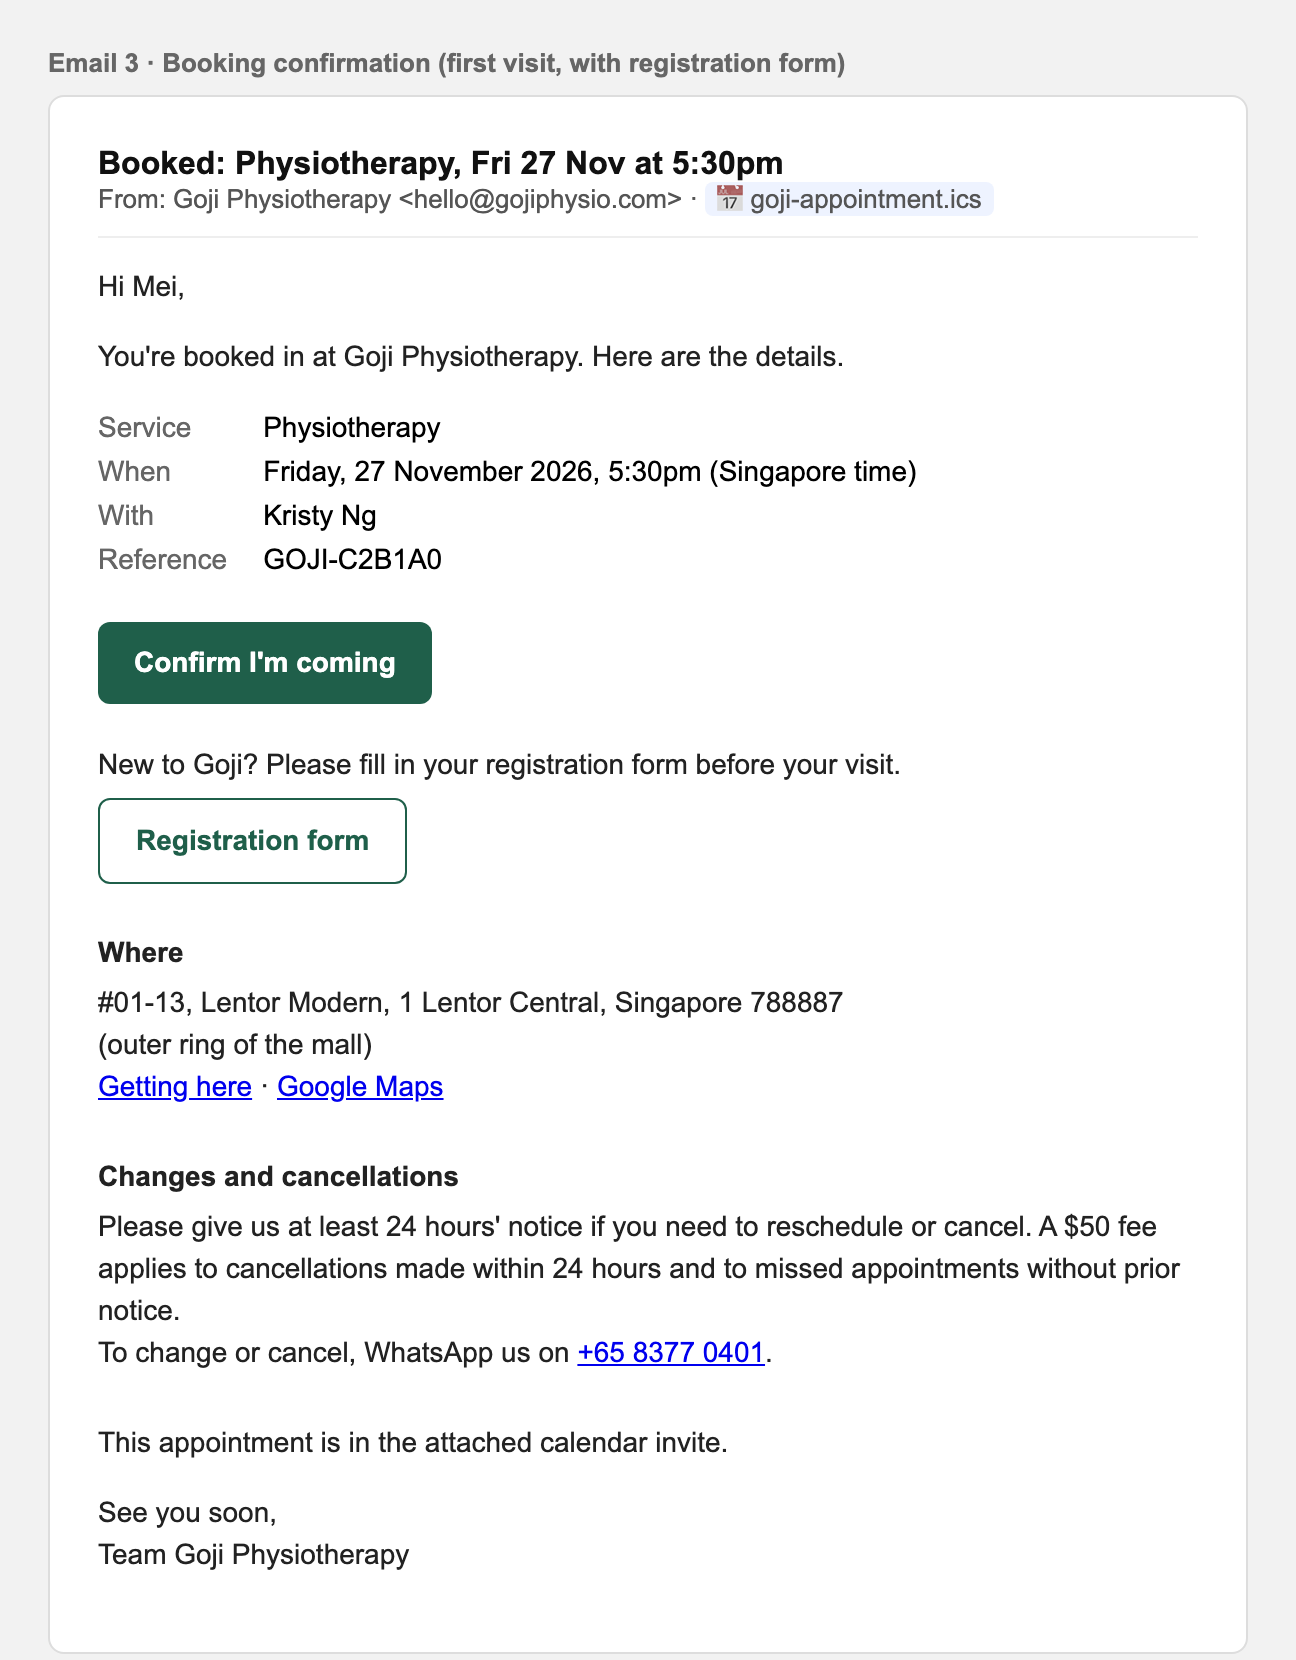 Email 3 · Booking confirmation (first visit, with registration form)
Booked: Physiotherapy, Fri 27 Nov at 5:30pm
From: Goji Physiotherapy <hello@gojiphysio.com> · 17 goji-appointment.ics
Hi Mei,
You're booked in at Goji Physiotherapy. Here are the details.
Service Physiotherapy
When Friday, 27 November 2026, 5:30pm (Singapore time)
With Kristy Ng
Reference GOJI-C2B1A0
Confirm I'm coming
New to Goji? Please fill in your registration form before your visit.
Registration form
Where
#01-13, Lentor Modern, 1 Lentor Central, Singapore 788887
(outer ring of the mall)
Getting here · Google Maps
Changes and cancellations
Please give us at least 24 hours' notice if you need to reschedule or cancel. A $50 fee
applies to cancellations made within 24 hours and to missed appointments without prior
notice.
To change or cancel, WhatsApp us on +65 8377 0401.
This appointment is in the attached calendar invite.
See you soon,
Team Goji Physiotherapy